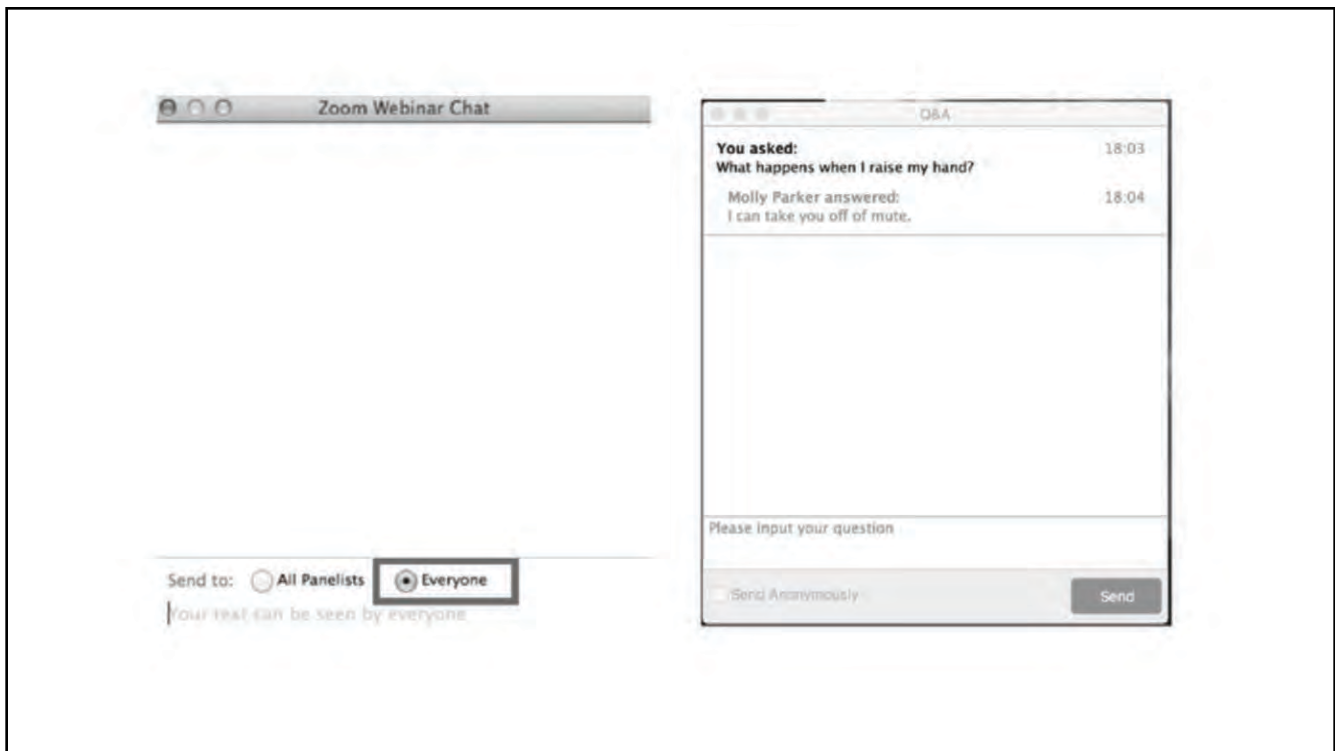 Zoom Webinar Chat
Send to: All Panelists Everyone
Your text can be seen by everyone
Q&A
You asked: 18:03
What happens when I raise my hand?
Molly Parker answered: 18:04
I can take you off of mute.
Please input your question
Send Anonymously Send